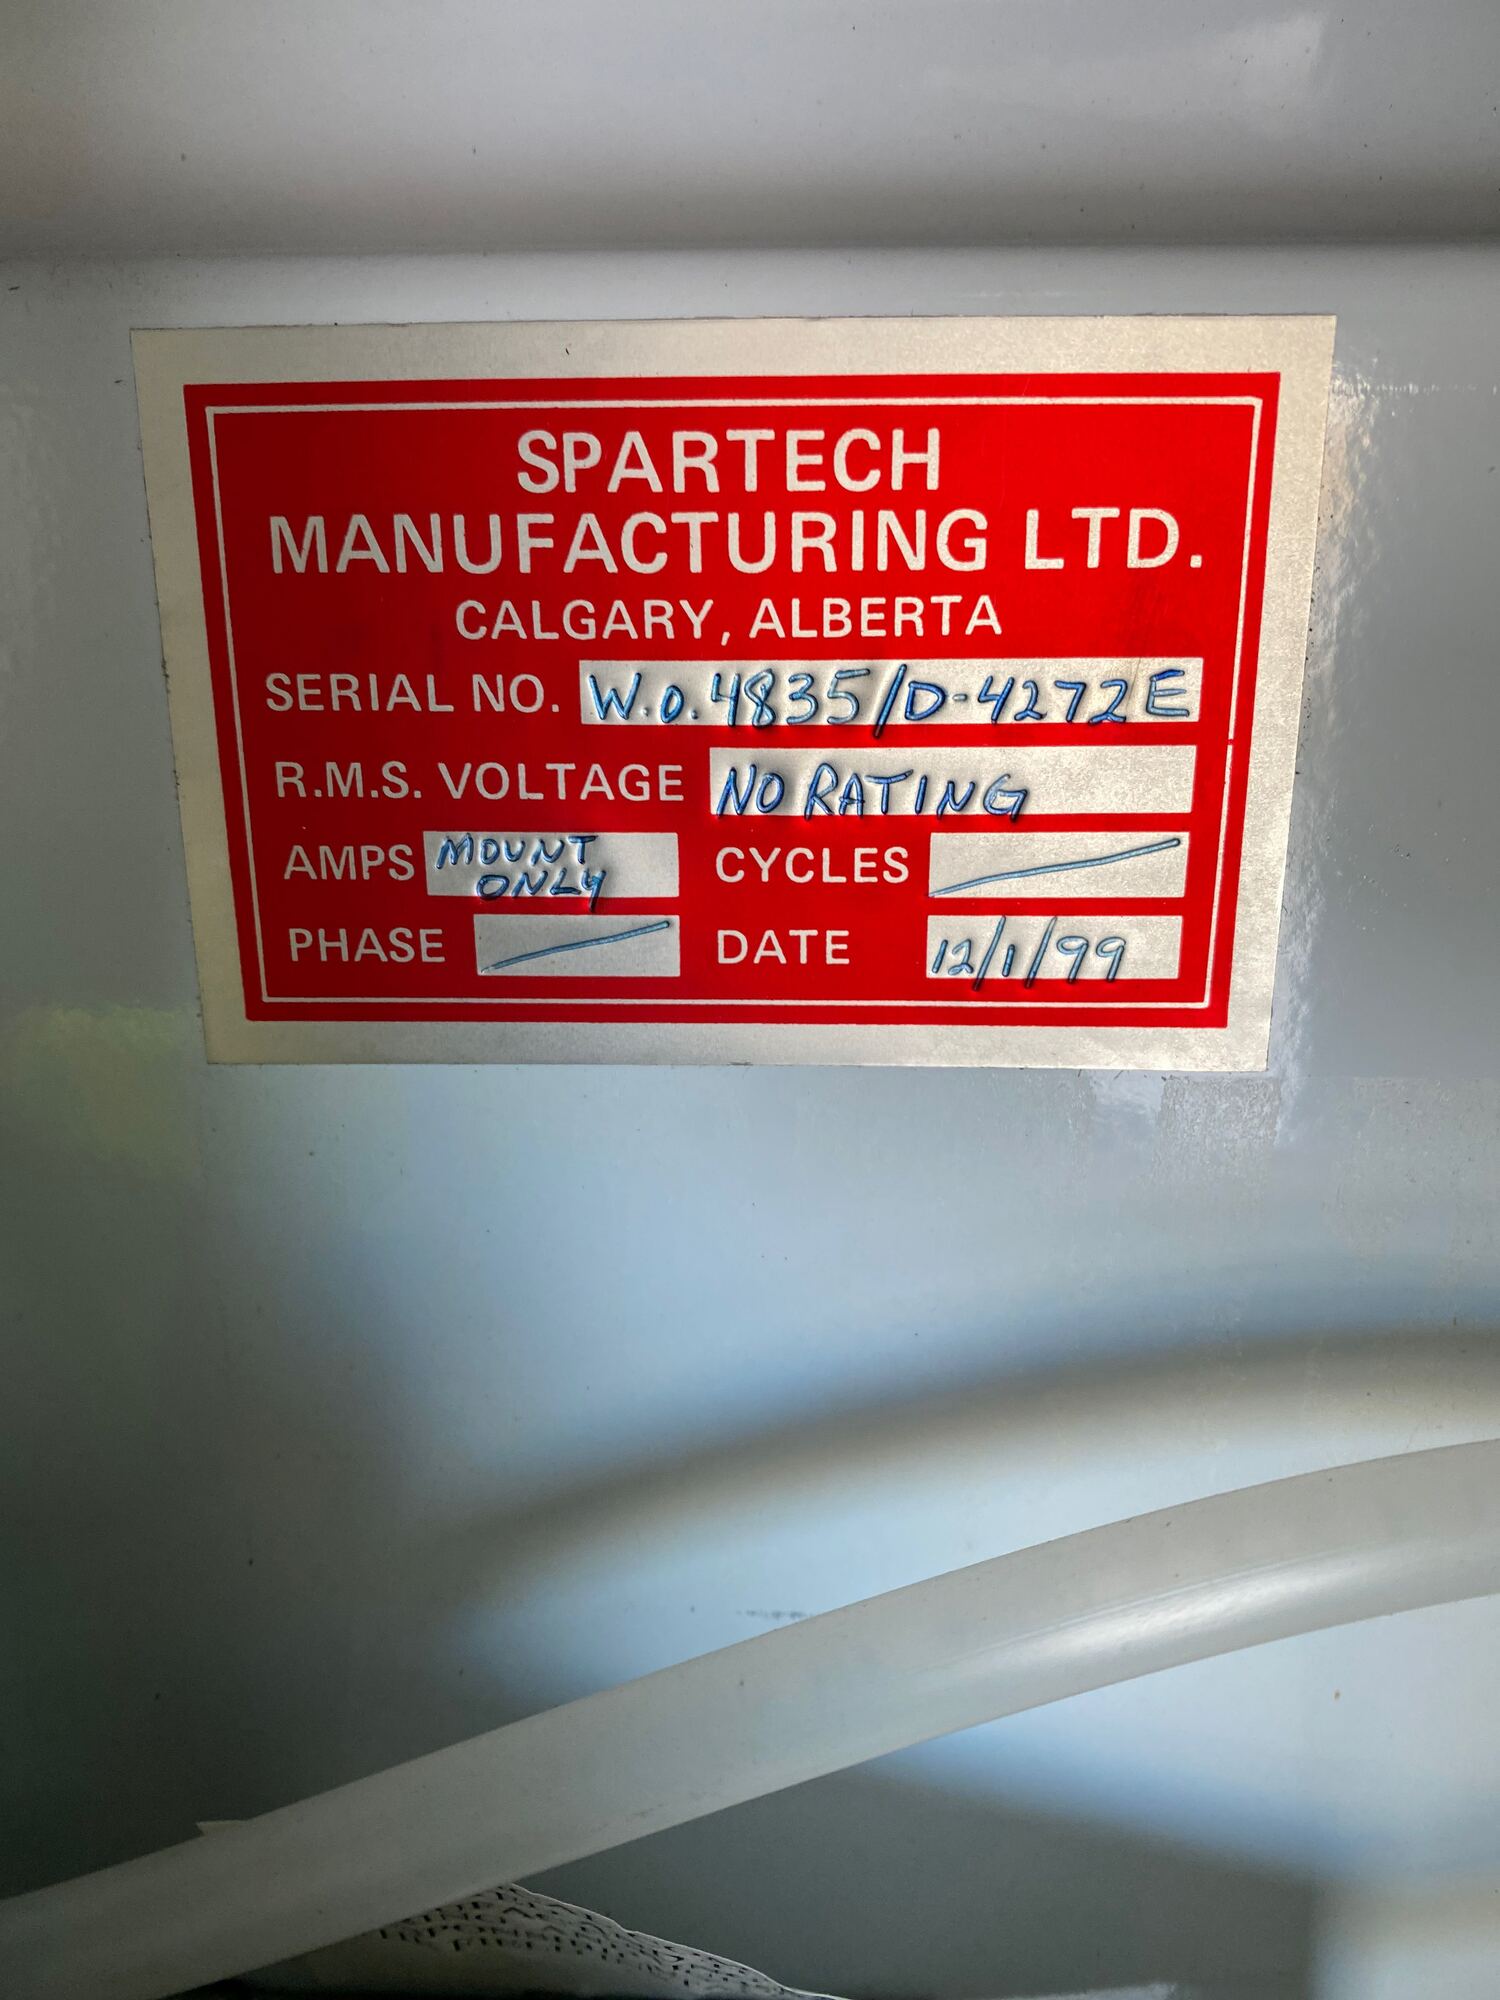 SPARTECH
MANUFACTURING LTD.
CALGARY, ALBERTA
SERIAL NO. W.O. 4835/D-4272E
R.M.S. VOLTAGE NO RATING
AMPS MOUNT ONLY CYCLES
PHASE DATE 12/1/99